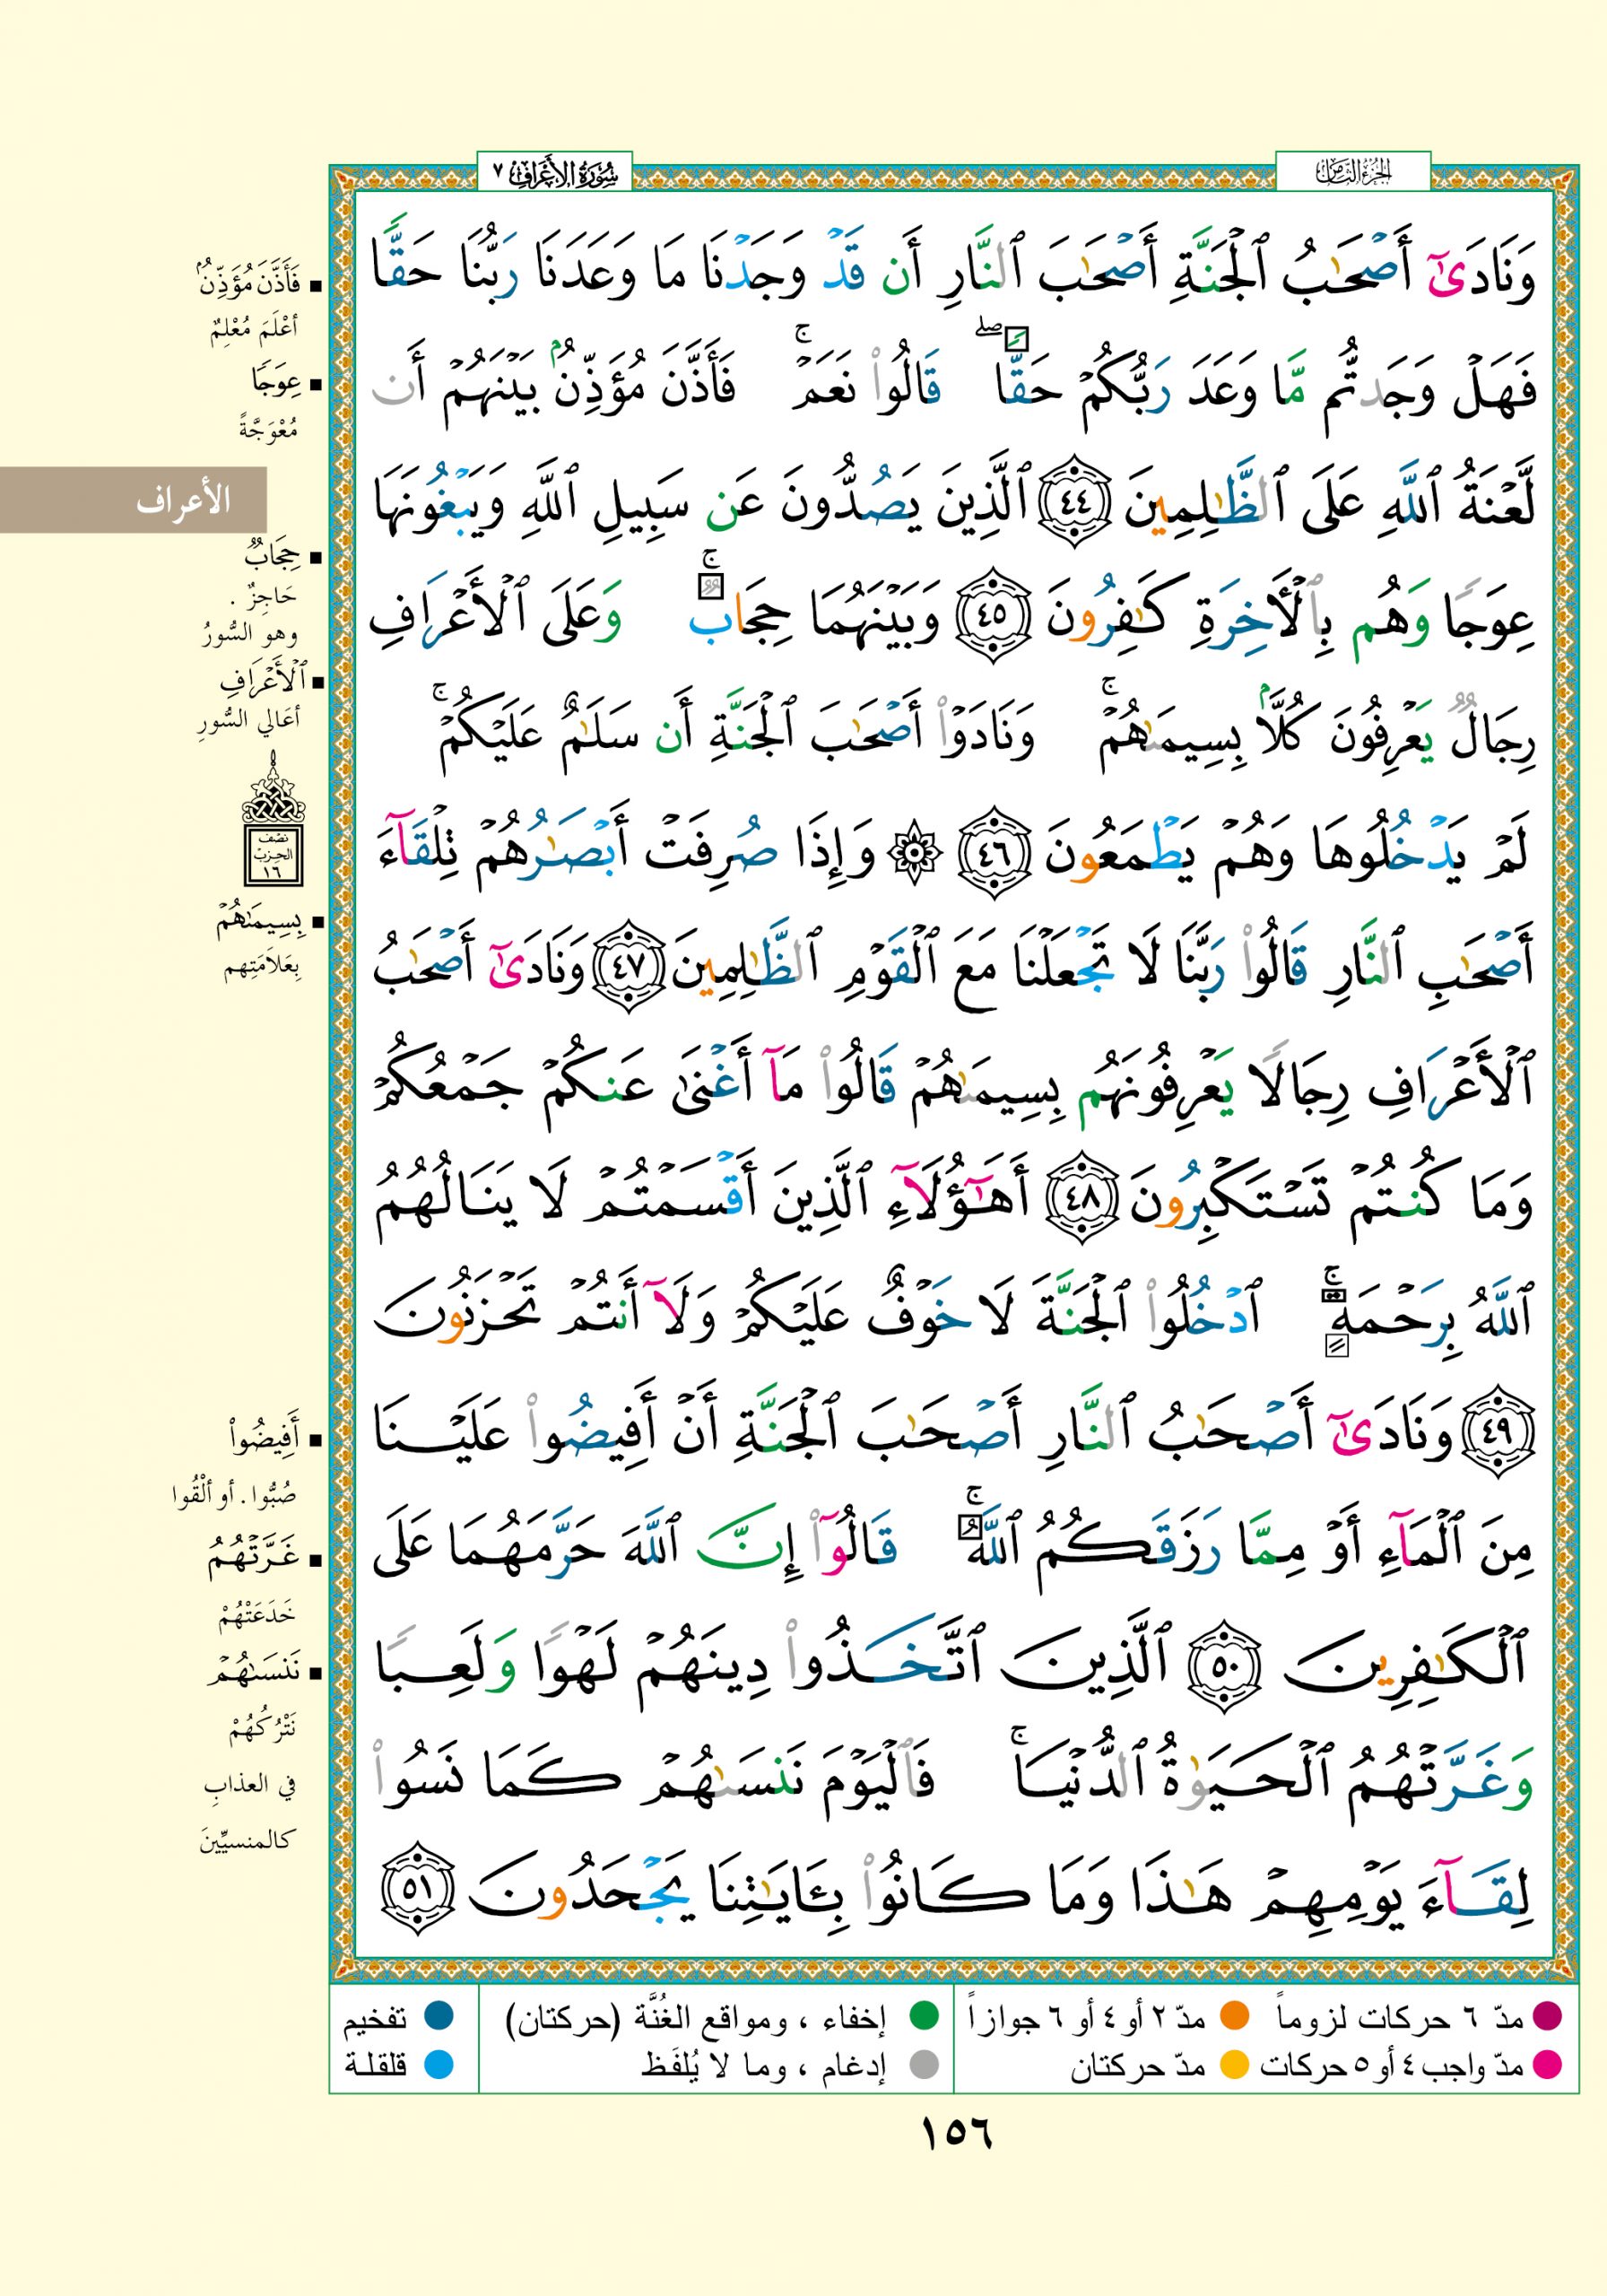 الجزء الثامن
سورة الأعراف ٧
وَنَادَىٰٓ أَصْحَٰبُ ٱلْجَنَّةِ أَصْحَٰبَ ٱلنَّارِ أَن قَدْ وَجَدْنَا مَا وَعَدَنَا رَبُّنَا حَقًّا
فَهَلْ وَجَدتُّم مَّا وَعَدَ رَبُّكُمْ حَقًّا ۖ قَالُوا۟ نَعَمْ ۚ فَأَذَّنَ مُؤَذِّنٌۢ بَيْنَهُمْ أَن
لَّعْنَةُ ٱللَّهِ عَلَى ٱلظَّٰلِمِينَ ٤٤ ٱلَّذِينَ يَصُدُّونَ عَن سَبِيلِ ٱللَّهِ وَيَبْغُونَهَا
عِوَجًا وَهُم بِٱلْأَخِرَةِ كَٰفِرُونَ ٤٥ وَبَيْنَهُمَا حِجَابٌ ۚ وَعَلَى ٱلْأَعْرَافِ
رِجَالٌ يَعْرِفُونَ كُلًّۢا بِسِيمَىٰهُمْ ۚ وَنَادَوْا۟ أَصْحَٰبَ ٱلْجَنَّةِ أَن سَلَٰمٌ عَلَيْكُمْ ۚ
لَمْ يَدْخُلُوهَا وَهُمْ يَطْمَعُونَ ٤٦ ۞ وَإِذَا صُرِفَتْ أَبْصَٰرُهُمْ تِلْقَآءَ
أَصْحَٰبِ ٱلنَّارِ قَالُوا۟ رَبَّنَا لَا تَجْعَلْنَا مَعَ ٱلْقَوْمِ ٱلظَّٰلِمِينَ ٤٧ وَنَادَىٰٓ أَصْحَٰبُ
ٱلْأَعْرَافِ رِجَالًا يَعْرِفُونَهُم بِسِيمَىٰهُمْ قَالُوا۟ مَآ أَغْنَىٰ عَنكُمْ جَمْعُكُمْ
وَمَا كُنتُمْ تَسْتَكْبِرُونَ ٤٨ أَهَٰٓؤُلَآءِ ٱلَّذِينَ أَقْسَمْتُمْ لَا يَنَالُهُمُ
ٱللَّهُ بِرَحْمَةٍ ۚ ٱدْخُلُوا۟ ٱلْجَنَّةَ لَا خَوْفٌ عَلَيْكُمْ وَلَآ أَنتُمْ تَحْزَنُونَ
٤٩ وَنَادَىٰٓ أَصْحَٰبُ ٱلنَّارِ أَصْحَٰبَ ٱلْجَنَّةِ أَنْ أَفِيضُوا۟ عَلَيْنَا
مِنَ ٱلْمَآءِ أَوْ مِمَّا رَزَقَكُمُ ٱللَّهُ ۚ قَالُوٓا۟ إِنَّ ٱللَّهَ حَرَّمَهُمَا عَلَى
ٱلْكَٰفِرِينَ ٥٠ ٱلَّذِينَ ٱتَّخَذُوا۟ دِينَهُمْ لَهْوًا وَلَعِبًا
وَغَرَّتْهُمُ ٱلْحَيَوٰةُ ٱلدُّنْيَا ۚ فَٱلْيَوْمَ نَنسَىٰهُمْ كَمَا نَسُوا۟
لِقَآءَ يَوْمِهِمْ هَٰذَا وَمَا كَانُوا۟ بِـَٔايَٰتِنَا يَجْحَدُونَ ٥١
فَأَذَّنَ مُؤَذِّنٌۢ
أَعْلَمَ مُعْلِمٌ
عِوَجًا
مُعْوَجَّةً
الأعراف
حِجَابٌ
حَاجِزٌ .
وهو السُّورُ
ٱلْأَعْرَافِ
أعَالي السُّورِ
نصف
الحزب
١٦
بِسِيمَىٰهُمْ
بِعَلامَتِهم
أَفِيضُوا۟
صُبُّوا . أو ألْقُوا
غَرَّتْهُمُ
خَدَعَتْهُمْ
نَنسَىٰهُمْ
نَتْرُكُهُمْ
في العذابِ
كالمنسيِّينَ
مدّ ٦ حركات لزوماً
مدّ ٢ أو ٤ أو ٦ جوازاً
إخفاء ، ومواقع الغُنَّة (حركتان)
تفخيم
مدّ واجب ٤ أو ٥ حركات
مدّ حركتان
إدغام ، وما لا يُلفَظ
قلقلة
١٥٦